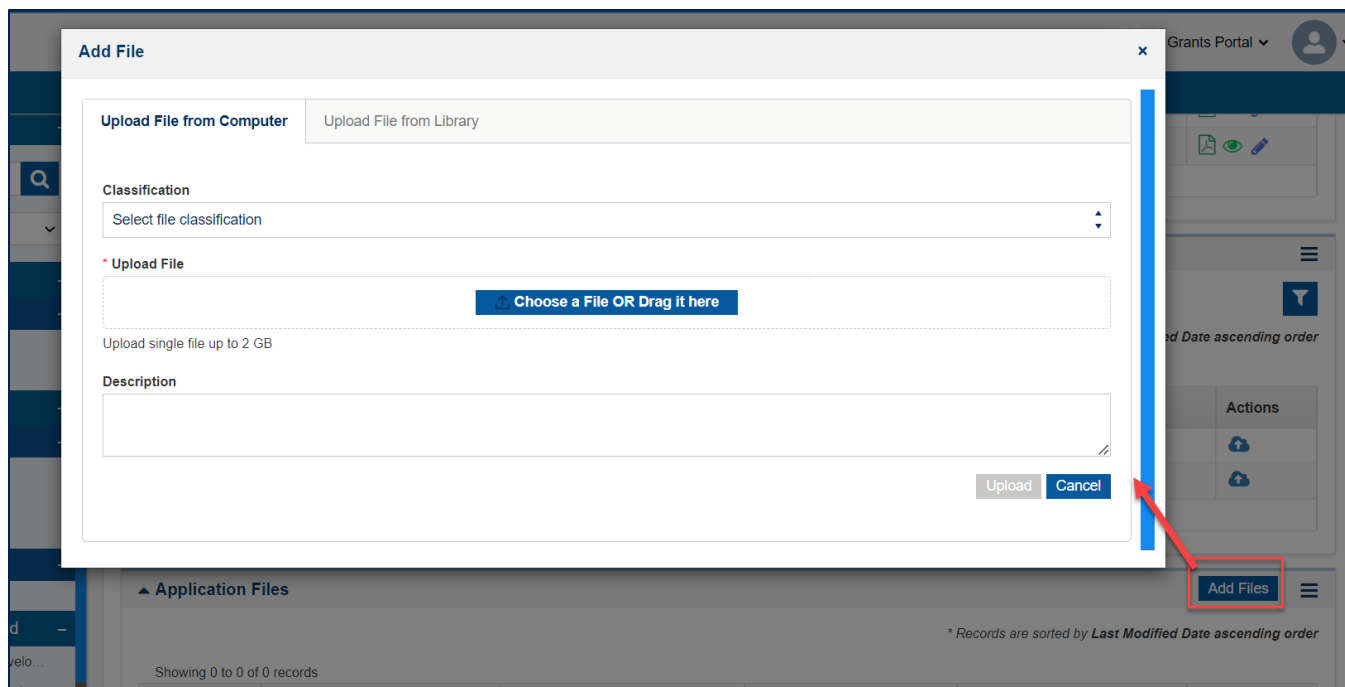 Grants Portal
Add File
×
Upload File from Computer
Upload File from Library
Classification
Select file classification
* Upload File
Choose a File OR Drag it here
Upload single file up to 2 GB
Description
Upload
Cancel
ed Date ascending order
Actions
Application Files
Add Files
* Records are sorted by Last Modified Date ascending order
d
velo...
Showing 0 to 0 of 0 records